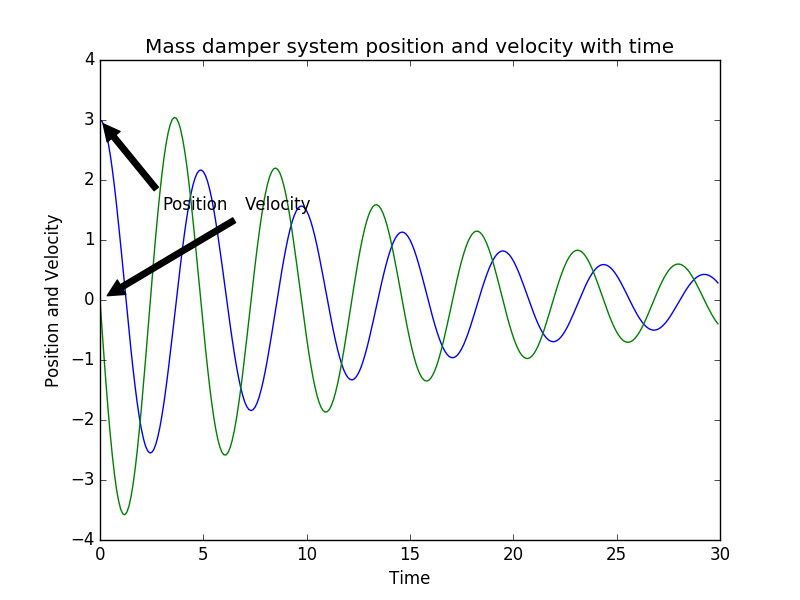 Mass damper system position and velocity with time
4
3
2
1
0
−1
−2
−3
−4
Position and Velocity
Position Velocity
0 5 10 15 20 25 30
Time